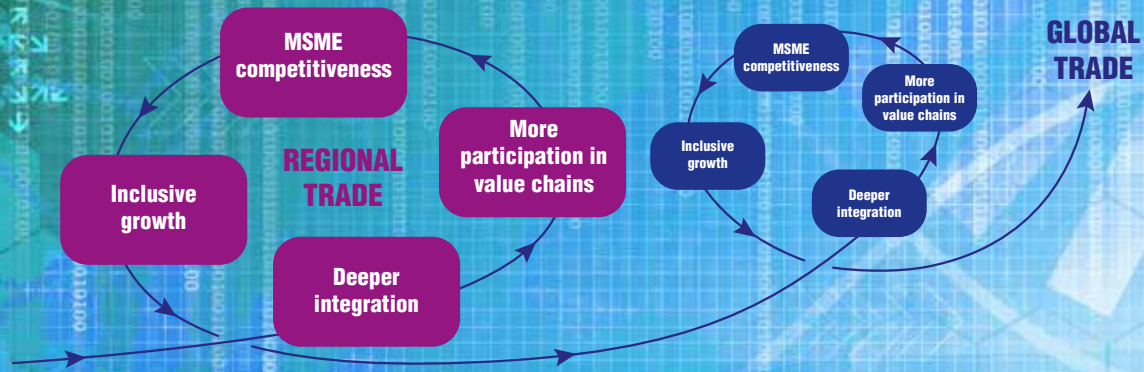 MSME
competitiveness
Inclusive
growth
REGIONAL
TRADE
More
participation in
value chains
Deeper
integration
GLOBAL
TRADE
MSME
competitiveness
More
participation in
value chains
Inclusive
growth
Deeper
integration